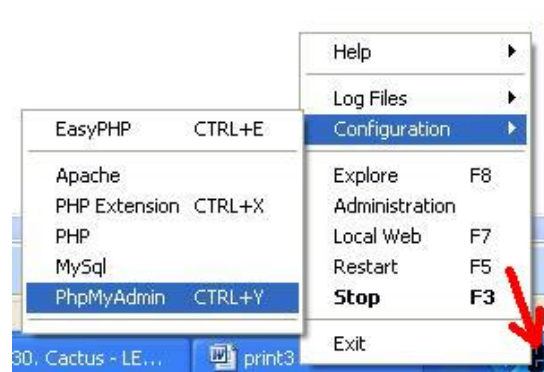 Help
Log Files
Configuration
Explore F8
Administration
Local Web F7
Restart F5
Stop F3
Exit
EasyPHP CTRL+E
Apache
PHP Extension CTRL+X
PHP
MySql
PhpMyAdmin CTRL+Y
30. Cactus - LE...
print3